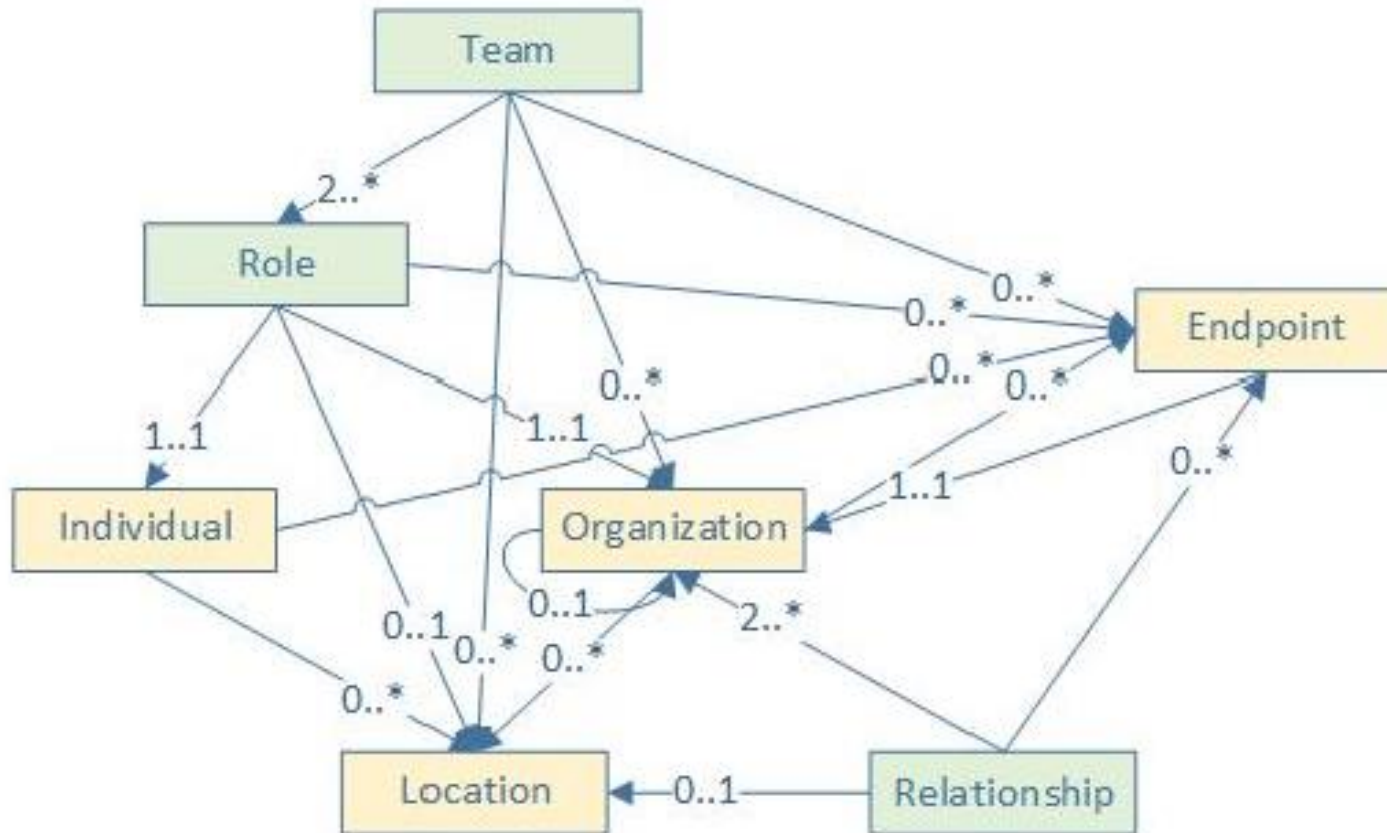 Team
2..*
Role
0..*
0..*
Endpoint
0..*
0..*
0..*
1..1
1..1
0..*
Individual
Organization
1..1
0..1
2..*
0..1
0..*
0..*
0..*
Location
0..1
Relationship